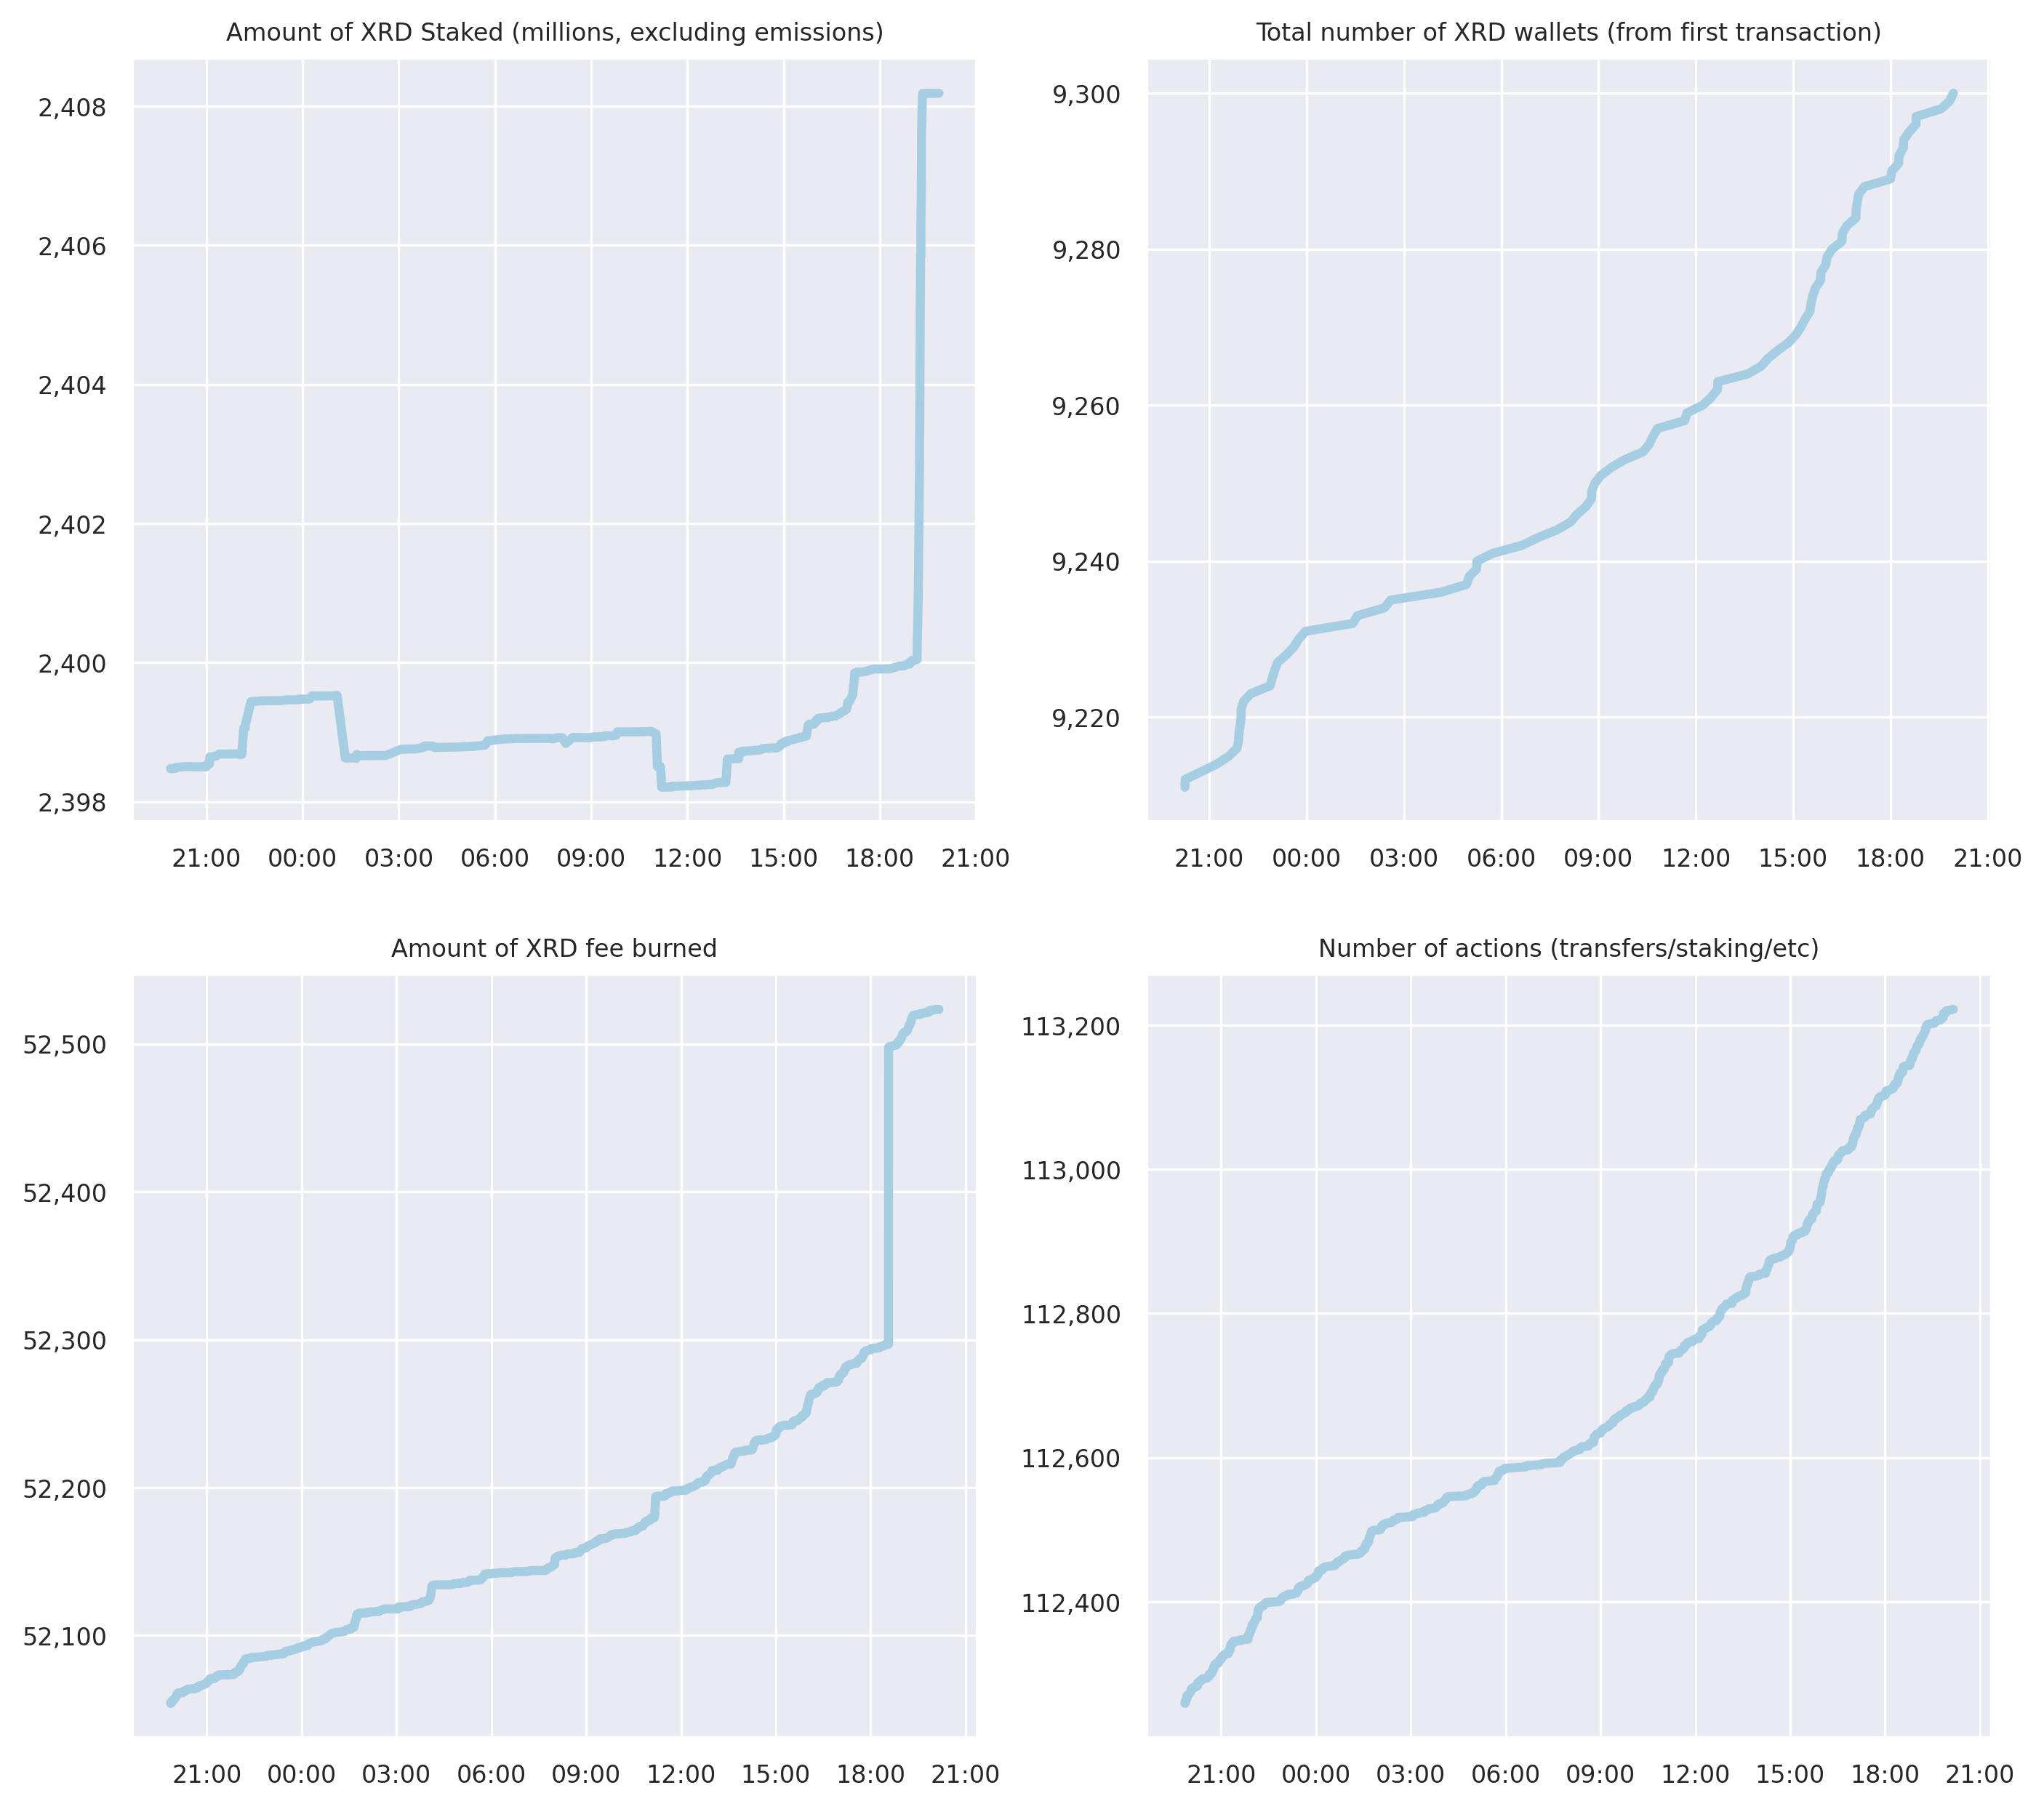 Amount of XRD Staked (millions, excluding emissions)
2,408
2,406
2,404
2,402
2,400
2,398
21:00 00:00 03:00 06:00 09:00 12:00 15:00 18:00 21:00
Total number of XRD wallets (from first transaction)
9,300
9,280
9,260
9,240
9,220
21:00 00:00 03:00 06:00 09:00 12:00 15:00 18:00 21:00
Amount of XRD fee burned
52,500
52,400
52,300
52,200
52,100
21:00 00:00 03:00 06:00 09:00 12:00 15:00 18:00 21:00
Number of actions (transfers/staking/etc)
113,200
113,000
112,800
112,600
112,400
21:00 00:00 03:00 06:00 09:00 12:00 15:00 18:00 21:00